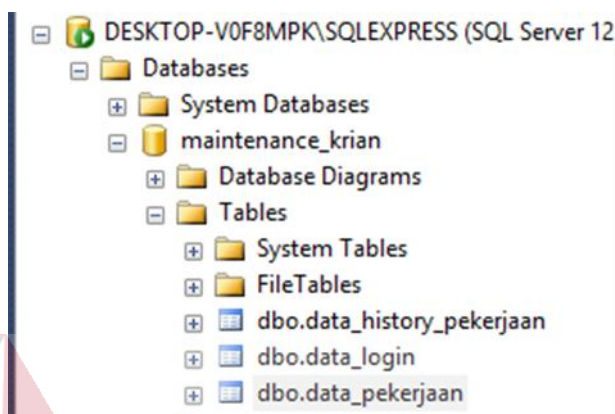 DESKTOP-V0F8MPK\SQLEXPRESS (SQL Server 12
Databases
System Databases
maintenance_krian
Database Diagrams
Tables
System Tables
FileTables
dbo.data_history_pekerjaan
dbo.data_login
dbo.data_pekerjaan